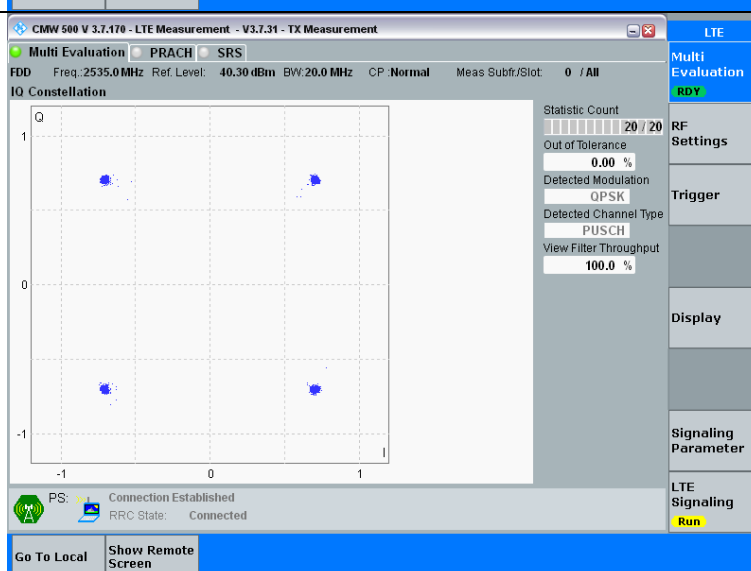 CMW 500 V 3.7.170 - LTE Measurement - V3.7.31 - TX Measurement
LTE
Multi Evaluation PRACH SRS
FDD Freq.:2535.0 MHz Ref. Level: 40.30 dBm BW:20.0 MHz CP :Normal Meas Subfr./Slot: 0 / All
IQ Constellation
Q
1
0
-1
-1 0 1
I
Statistic Count
20 / 20
Out of Tolerance
0.00 %
Detected Modulation
QPSK
Detected Channel Type
PUSCH
View Filter Throughput
100.0 %
Multi
Evaluation
RDY
RF
Settings
Trigger
Display
Signaling
Parameter
LTE
Signaling
Run
PS: Connection Established
RRC State: Connected
Go To Local
Show Remote
Screen